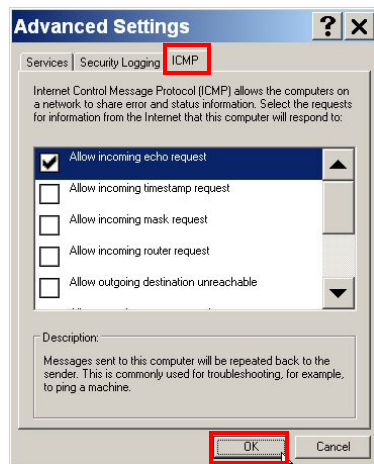 Advanced Settings ? X
Services Security Logging ICMP
Internet Control Message Protocol (ICMP) allows the computers on
a network to share error and status information. Select the requests
for information from the Internet that this computer will respond to:
Allow incoming echo request
Allow incoming timestamp request
Allow incoming mask request
Allow incoming router request
Allow outgoing destination unreachable
Description:
Messages sent to this computer will be repeated back to the
sender. This is commonly used for troubleshooting, for example,
to ping a machine.
OK Cancel